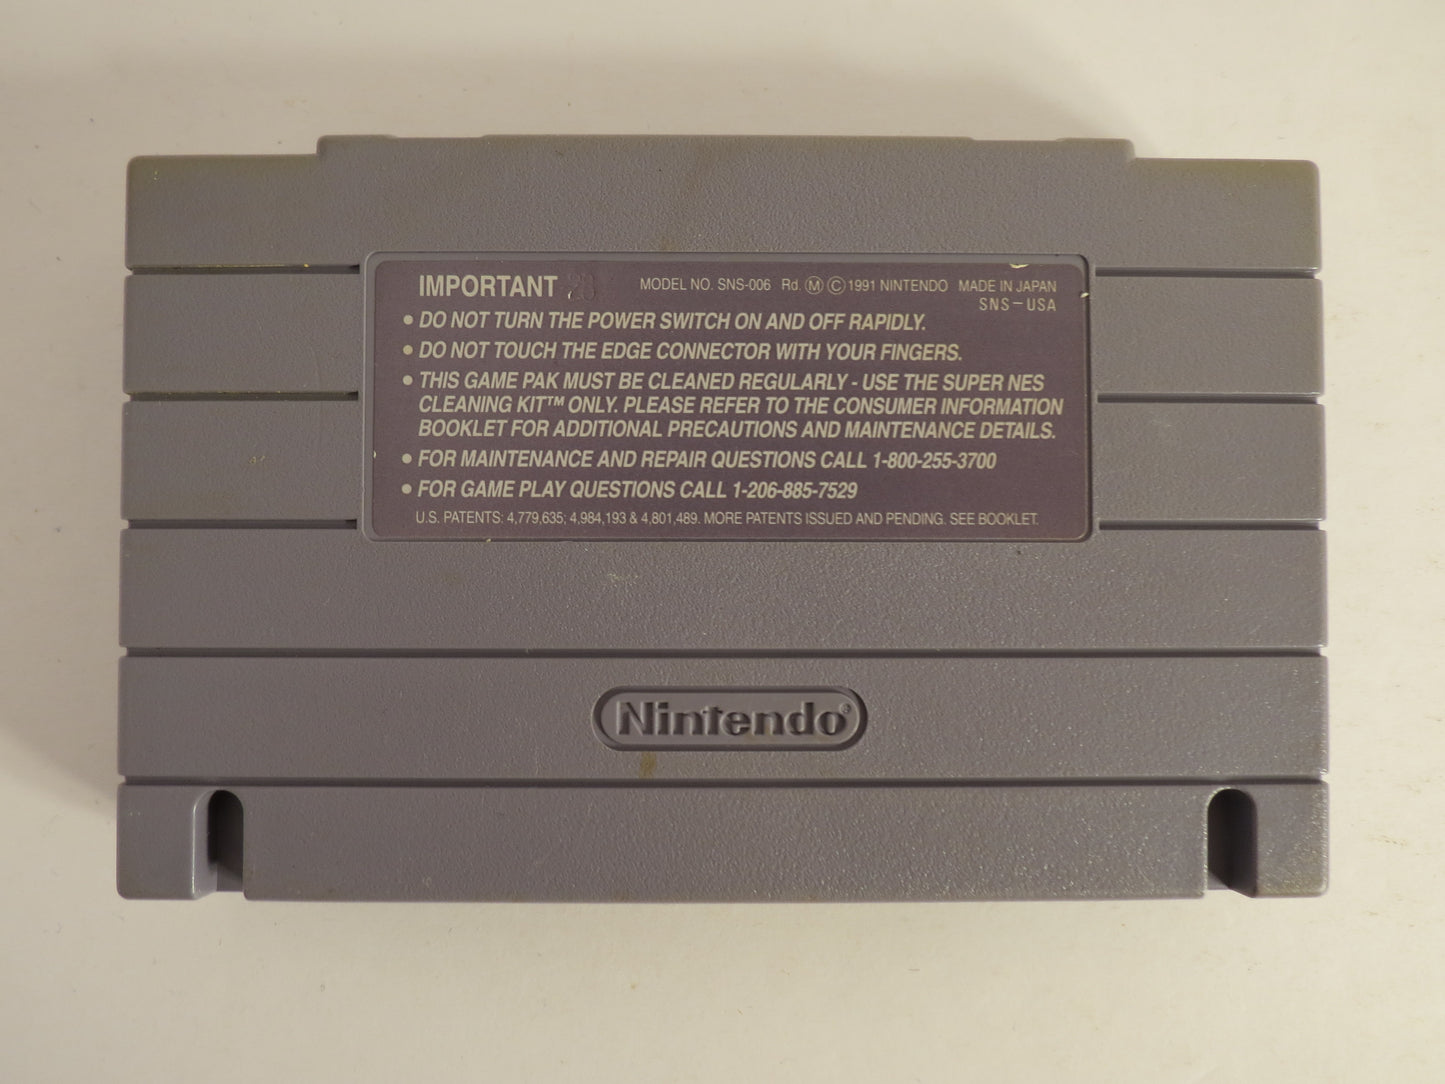 IMPORTANT 20 MODEL NO. SNS-006 Rd. Ⓜ © 1991 NINTENDO MADE IN JAPAN
SNS-USA
• DO NOT TURN THE POWER SWITCH ON AND OFF RAPIDLY.
• DO NOT TOUCH THE EDGE CONNECTOR WITH YOUR FINGERS.
• THIS GAME PAK MUST BE CLEANED REGULARLY - USE THE SUPER NES
CLEANING KIT™ ONLY. PLEASE REFER TO THE CONSUMER INFORMATION
BOOKLET FOR ADDITIONAL PRECAUTIONS AND MAINTENANCE DETAILS.
• FOR MAINTENANCE AND REPAIR QUESTIONS CALL 1-800-255-3700
• FOR GAME PLAY QUESTIONS CALL 1-206-885-7529
U.S. PATENTS: 4,779,635; 4,984,193 & 4,801,489. MORE PATENTS ISSUED AND PENDING. SEE BOOKLET.
Nintendo®